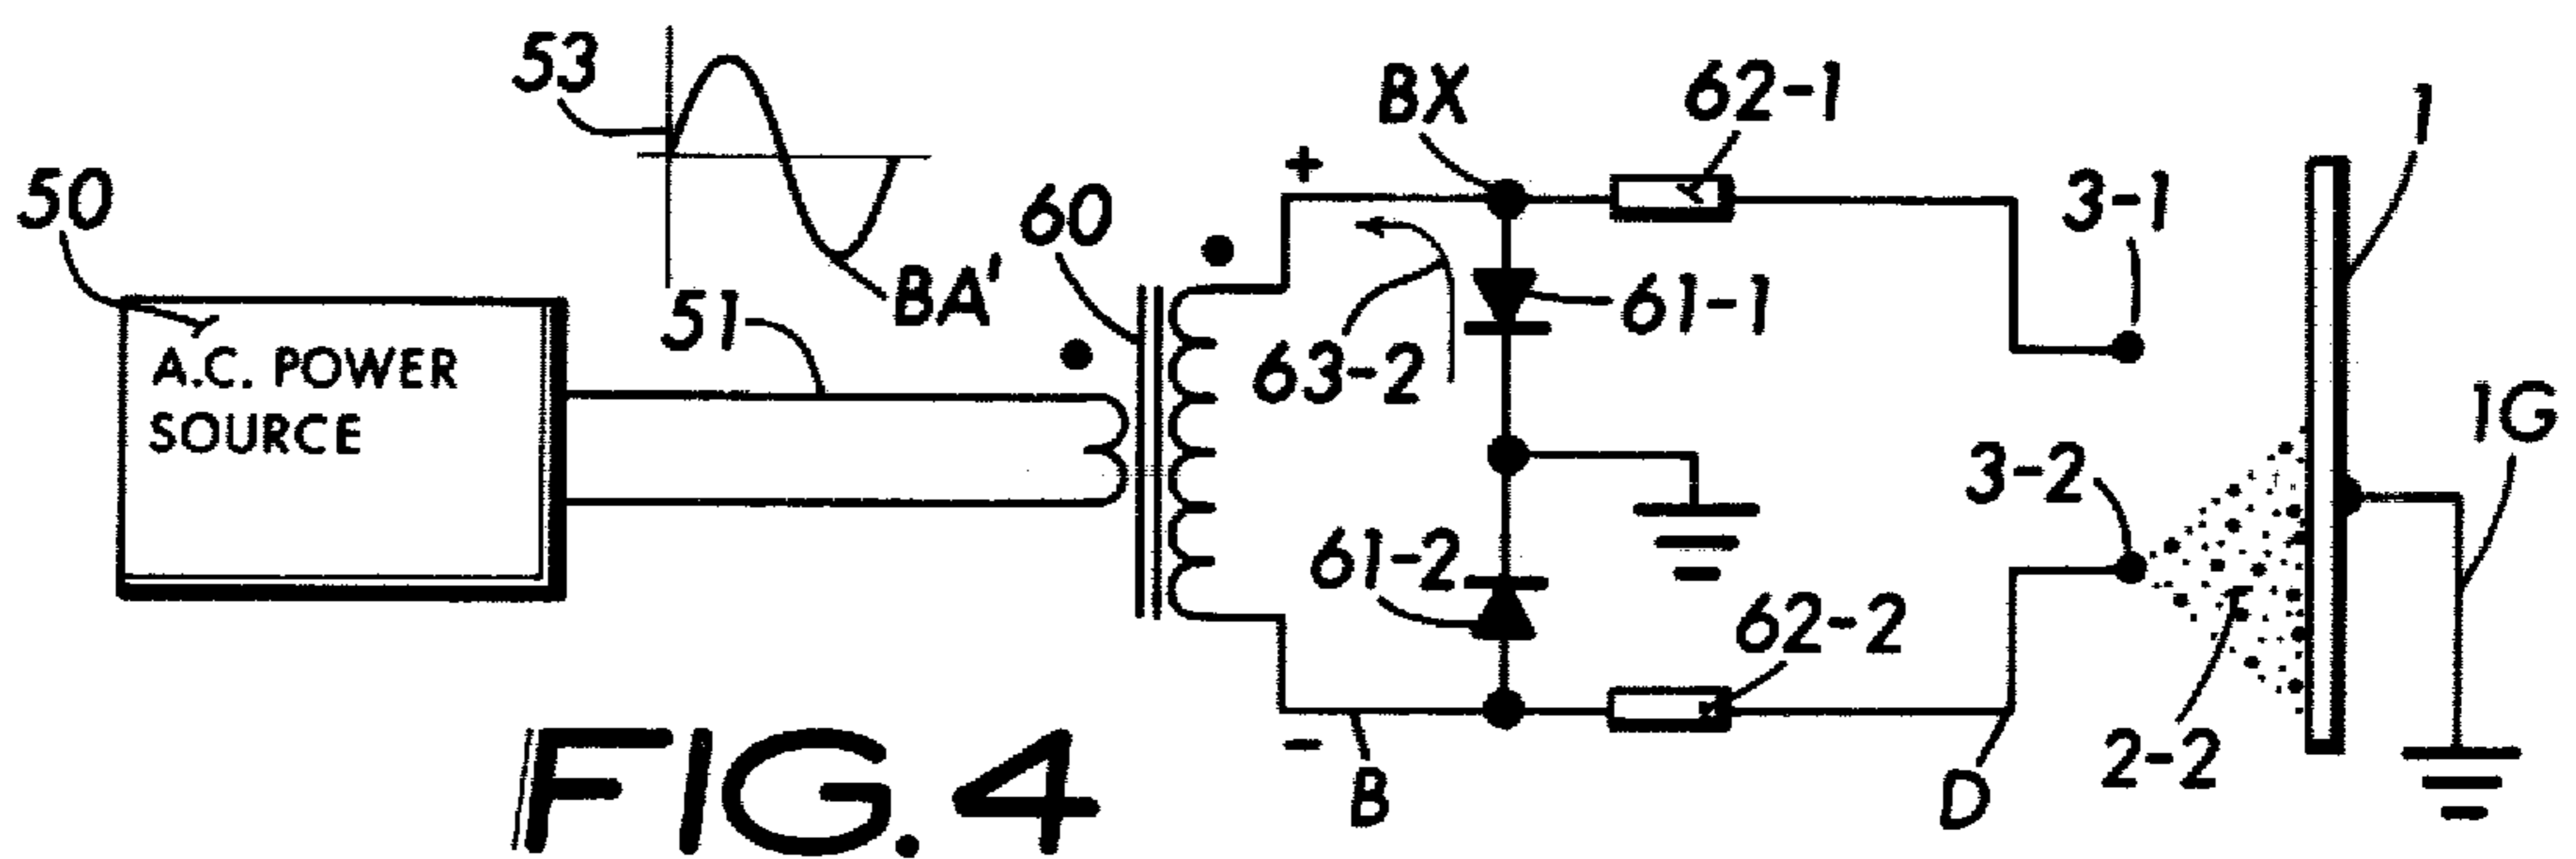 53
BX
62-1
1
+
50
60
3-1
BA'
51
61-1
63-2
A.C. POWER
SOURCE
1G
3-2
61-2
62-2
2-2
-
B
D
FIG. 4